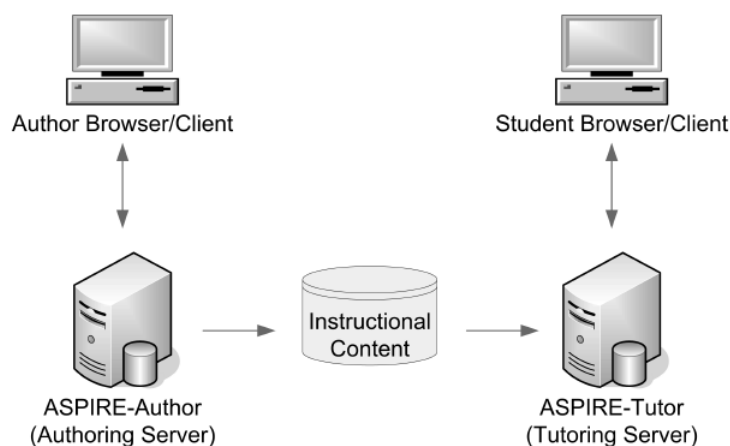 Author Browser/Client
Student Browser/Client
Instructional
Content
ASPIRE-Author
(Authoring Server)
ASPIRE-Tutor
(Tutoring Server)